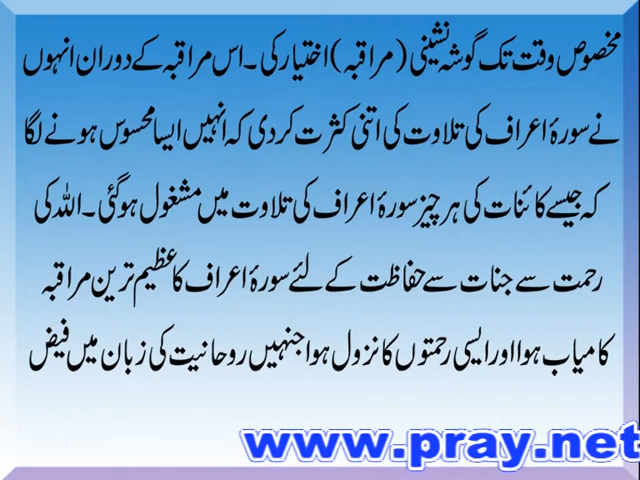 مخصوص وقت تک گوشہ نشینی (مراقبہ) اختیار کی۔ اس مراقبہ کے دوران انہوں
نے سورۂ اعراف کی تلاوت کی اتنی کثرت کر دی کہ انہیں ایسا محسوس ہونے لگا
کہ جیسے کائنات کی ہر چیز سورۂ اعراف کی تلاوت میں مشغول ہو گئی۔ اللہ کی
رحمت سے جنات سے حفاظت کے لئے سورۂ اعراف کا عظیم ترین مراقبہ
کامیاب ہوا اور ایسی رحمتوں کا نزول ہوا جنہیں روحانیت کی زبان میں فیض
www.pray.net